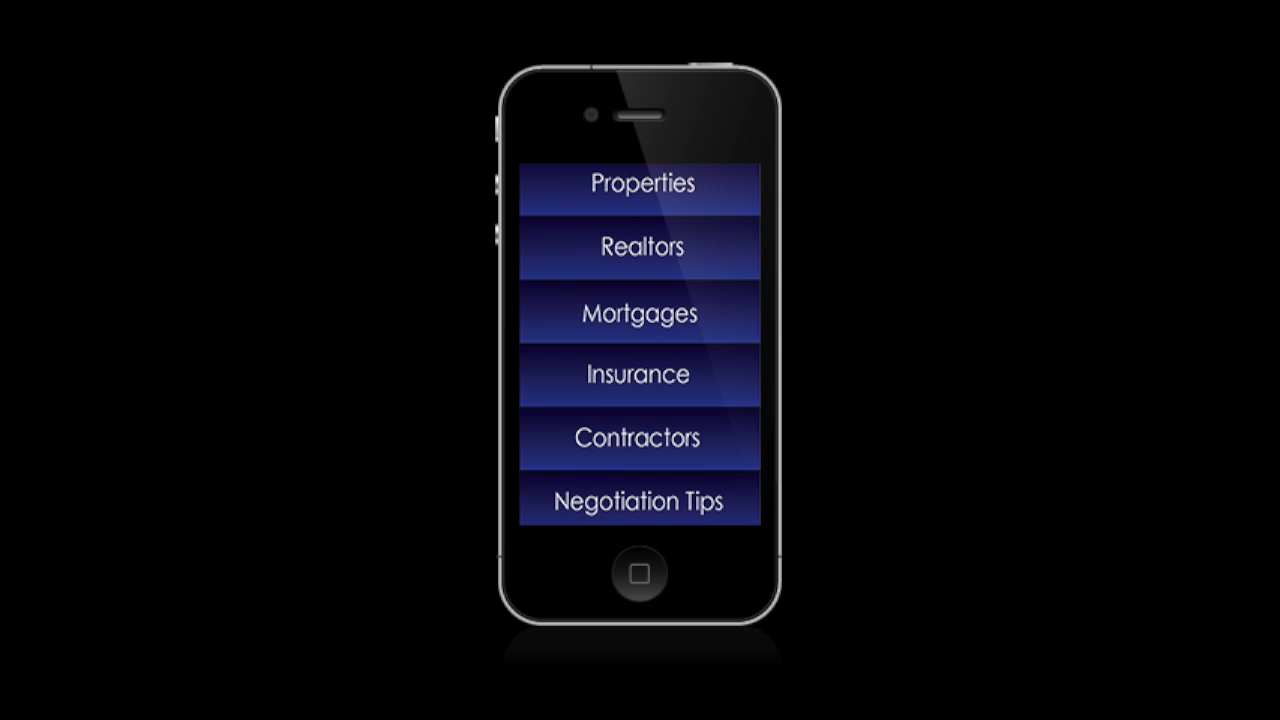 Properties
Realtors
Mortgages
Insurance
Contractors
Negotiation Tips